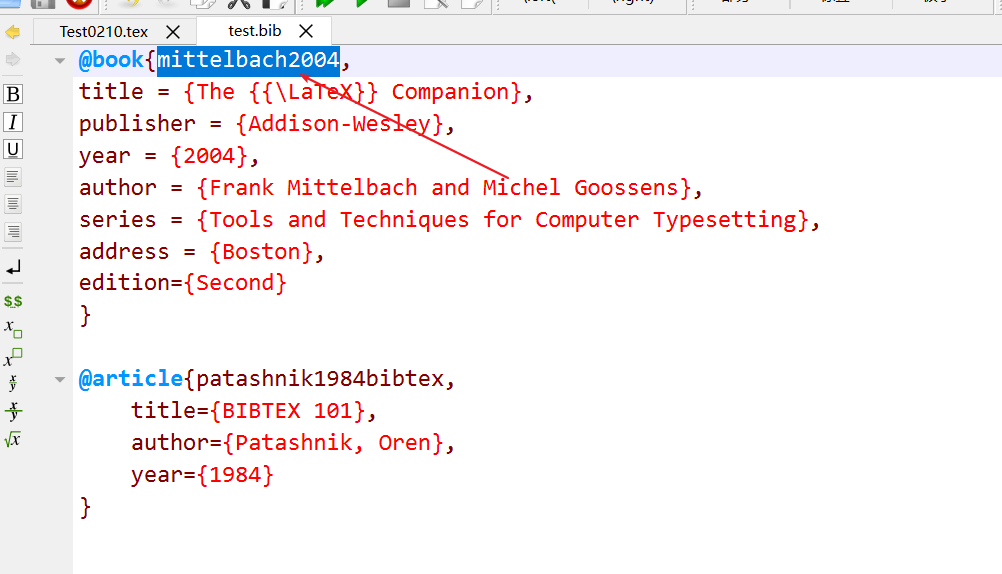 Test0210.tex
test.bib
@book{mittelbach2004,
title = {The {{\LaTeX}} Companion},
publisher = {Addison-Wesley},
year = {2004},
author = {Frank Mittelbach and Michel Goossens},
series = {Tools and Techniques for Computer Typesetting},
address = {Boston},
edition={Second}
}
@article{patashnik1984bibtex,
title={BIBTEX 101},
author={Patashnik, Oren},
year={1984}
}
B
I
U
$$
x
x
x/y
x/y
√x